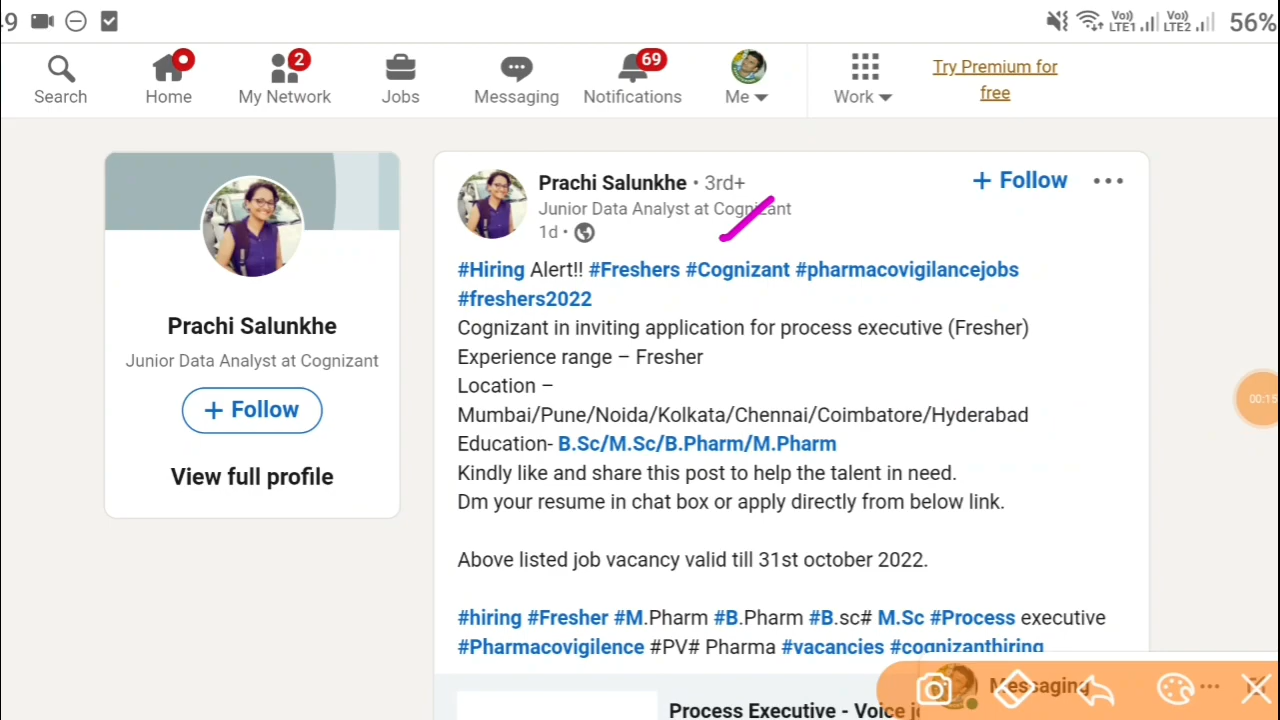 56%
Search
Home
2
My Network
Jobs
Messaging
69
Notifications
Me
Work
Try Premium for
free
Prachi Salunkhe • 3rd+
Junior Data Analyst at Cognizant
1d •
+ Follow
#Hiring Alert!! #Freshers #Cognizant #pharmacovigilancejobs
#freshers2022
Cognizant in inviting application for process executive (Fresher)
Experience range – Fresher
Location –
Mumbai/Pune/Noida/Kolkata/Chennai/Coimbatore/Hyderabad
Education- B.Sc/M.Sc/B.Pharm/M.Pharm
Kindly like and share this post to help the talent in need.
Dm your resume in chat box or apply directly from below link.
Above listed job vacancy valid till 31st october 2022.
#hiring #Fresher #M.Pharm #B.Pharm #B.sc# M.Sc #Process executive
#Pharmacovigilence #PV# Pharma #vacancies #cognizanthiring
Process Executive - Voice
Prachi Salunkhe
Junior Data Analyst at Cognizant
+ Follow
View full profile
00:15
Messaging
Vo)
LTE1
Vo)
LTE2